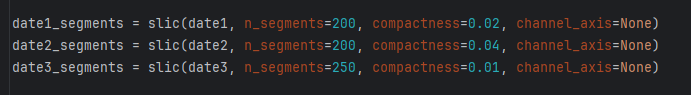 date1_segments = slic(date1, n_segments=200, compactness=0.02, channel_axis=None)
date2_segments = slic(date2, n_segments=200, compactness=0.04, channel_axis=None)
date3_segments = slic(date3, n_segments=250, compactness=0.01, channel_axis=None)